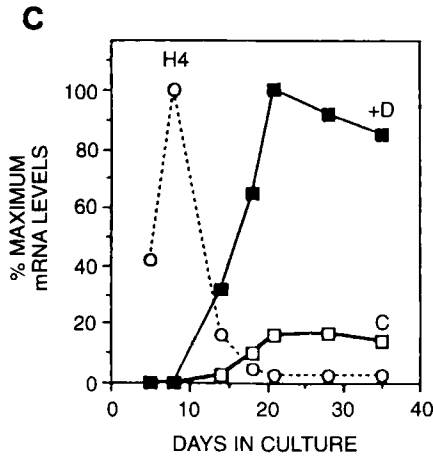 C
H4
100
80
60
40
20
0
+D
C
% MAXIMUM
mRNA LEVELS
0 10 20 30 40
DAYS IN CULTURE